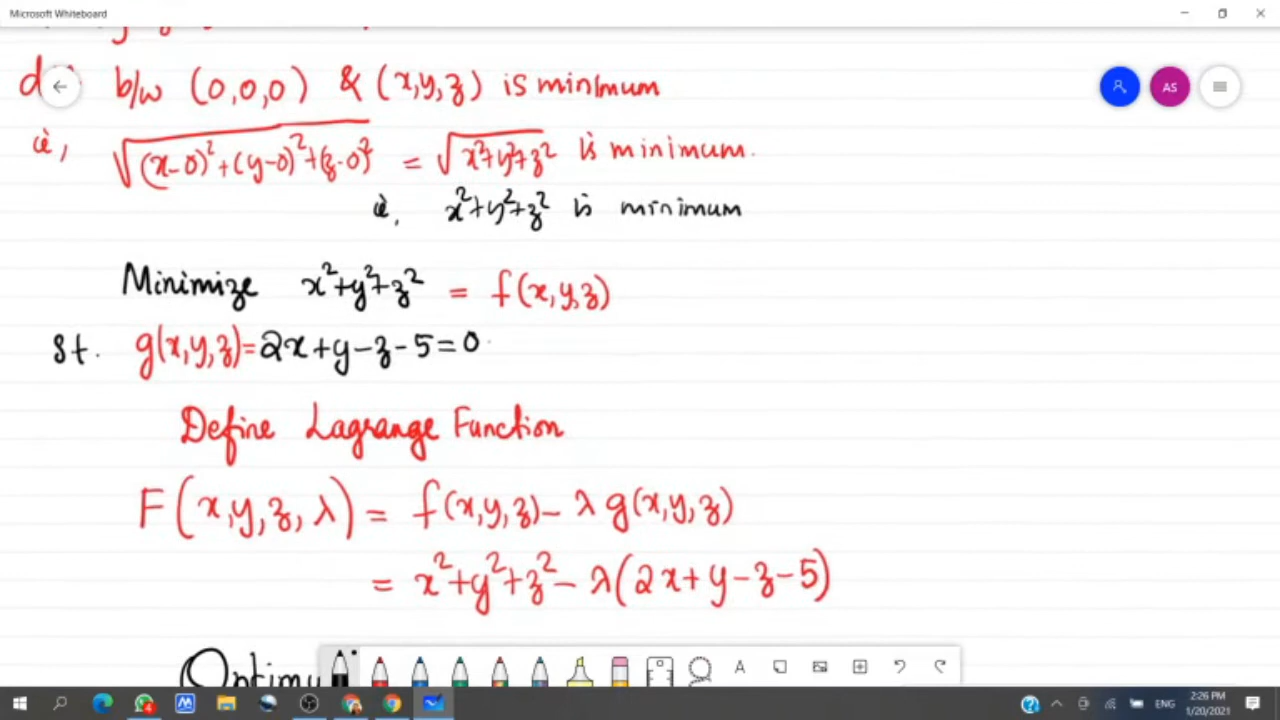 Microsoft Whiteboard
b/w (0,0,0) & (x,y,z) is minimum
ie, √((x-0)²+(y-0)²+(z-0)²) = √(x²+y²+z²) is minimum.
ie, x²+y²+z² is minimum
AS
Minimize x²+y²+z² = f(x,y,z)
St. g(x,y,z)=2x+y-z-5=0
Define Lagrange Function
F(x,y,z,λ) = f(x,y,z)-λg(x,y,z)
= x²+y²+z²-λ(2x+y-z-5)
A
ENG
2:26 PM
1/20/2021